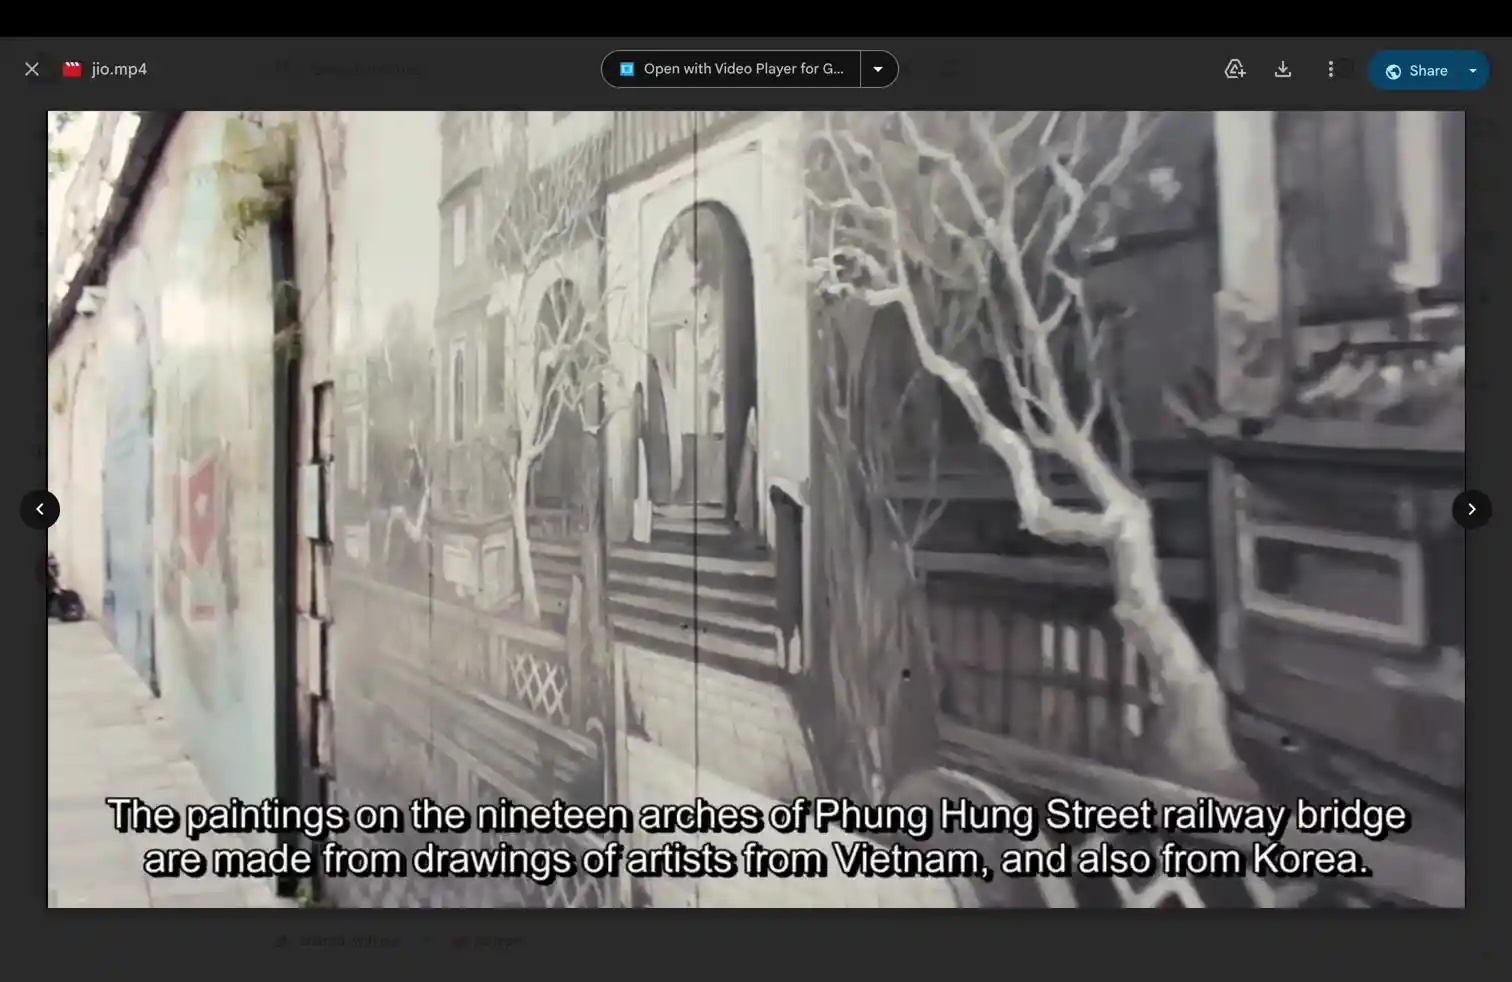 jio.mp4
Open with Video Player for G...
Share
The paintings on the nineteen arches of Phung Hung Street railway bridge
are made from drawings of artists from Vietnam, and also from Korea.